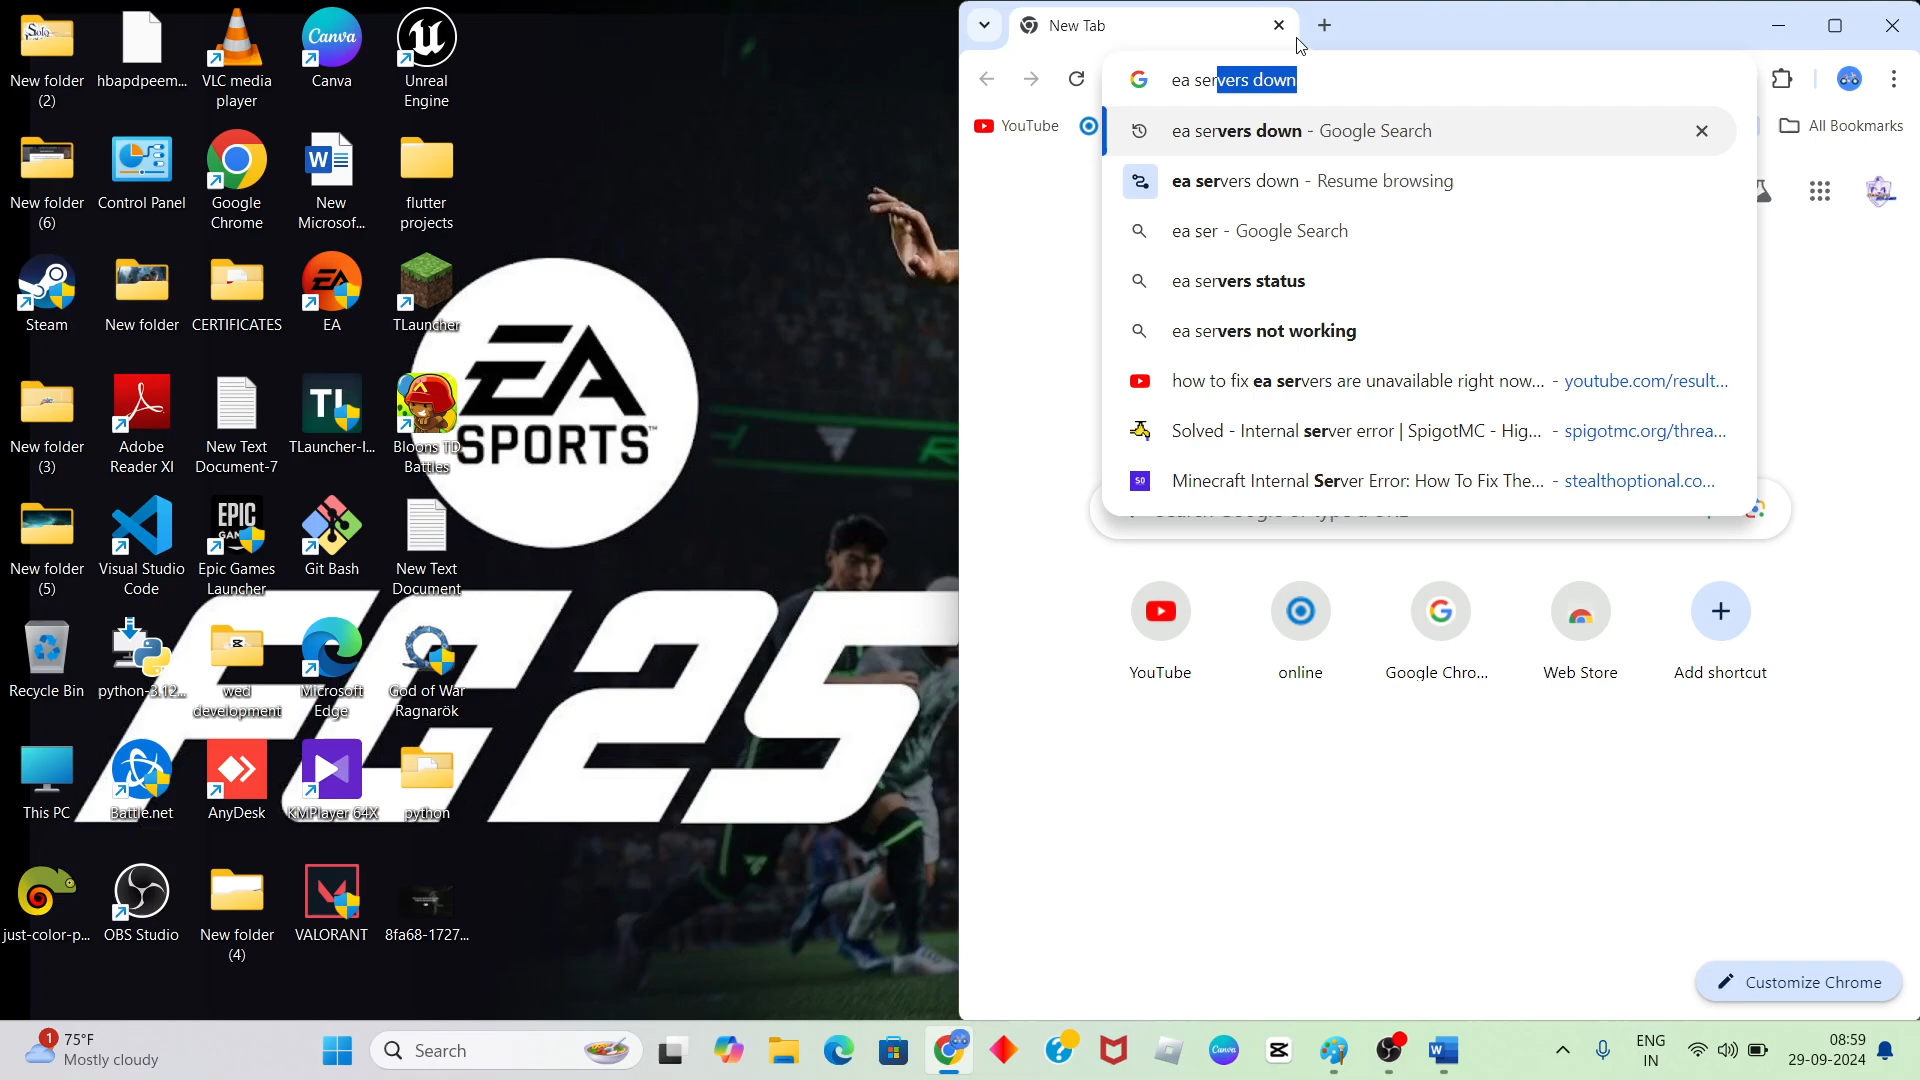 New folder
(2)
hbapdpeem...
VLC media
player
Canva
Canva
Unreal
Engine
New folder
(6)
Control Panel
Google
Chrome
New
Microsof...
flutter
projects
Steam
New folder
CERTIFICATES
EA
EA
TLauncher
New folder
(3)
Adobe
Reader XI
New Text
Document-7
TL
TLauncher-I...
Bloons TD
Battles
New folder
(5)
Visual Studio
Code
EPIC
Epic Games
Launcher
Git Bash
New Text
Document
Recycle Bin
python-3.12...
wed
development
Microsoft
Edge
God of War
Ragnarök
This PC
Battle.net
AnyDesk
KMPlayer 64X
python
just-color-p...
OBS Studio
New folder
(4)
VALORANT
8fa68-1727...
EA
SPORTS™
FC 25
New Tab
ea servers down
YouTube
All Bookmarks
ea servers down - Google Search
ea servers down - Resume browsing
ea ser - Google Search
ea servers status
ea servers not working
how to fix ea servers are unavailable right now... - youtube.com/result...
Solved - Internal server error | SpigotMC - Hig... - spigotmc.org/threa...
Minecraft Internal Server Error: How To Fix The... - stealthoptional.co...
YouTube
online
Google Chro...
Web Store
Add shortcut
Customize Chrome
1
75°F
Mostly cloudy
Search
ENG
IN
08:59
29-09-2024